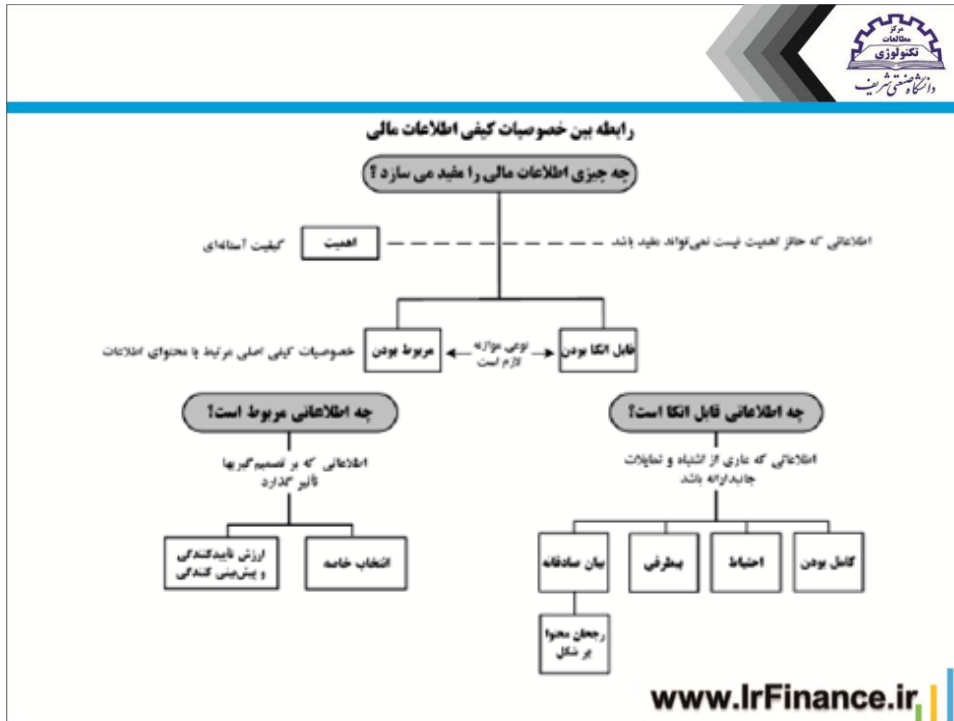 مرکز
مطالعات
تکنولوژی
دانشگاه صنعتی شریف
رابطه بین خصوصیات کیفی اطلاعات مالی
چه چیزی اطلاعات مالی را مفید می سازد ؟
اطلاعاتی که حائز اهمیت نیست نمی‌تواند مفید باشد
اهمیت
کیفیت آستانه‌ای
قابل اتکا بودن
نوعی موازنه
لازم است
مربوط بودن
خصوصیات کیفی اصلی مرتبط با محتوای اطلاعات
چه اطلاعاتی قابل اتکا است؟
اطلاعاتی که عاری از اشتباه و تمایلات
جانبدارانه باشد
کامل بودن
احتیاط
بیطرفی
بیان صادقانه
رجحان محتوا
بر شکل
چه اطلاعاتی مربوط است؟
اطلاعاتی که بر تصمیم‌گیریها
تأثیر گذارد
انتخاب خاصه
ارزش تأییدکنندگی
و پیش‌بینی کنندگی
www.IrFinance.ir